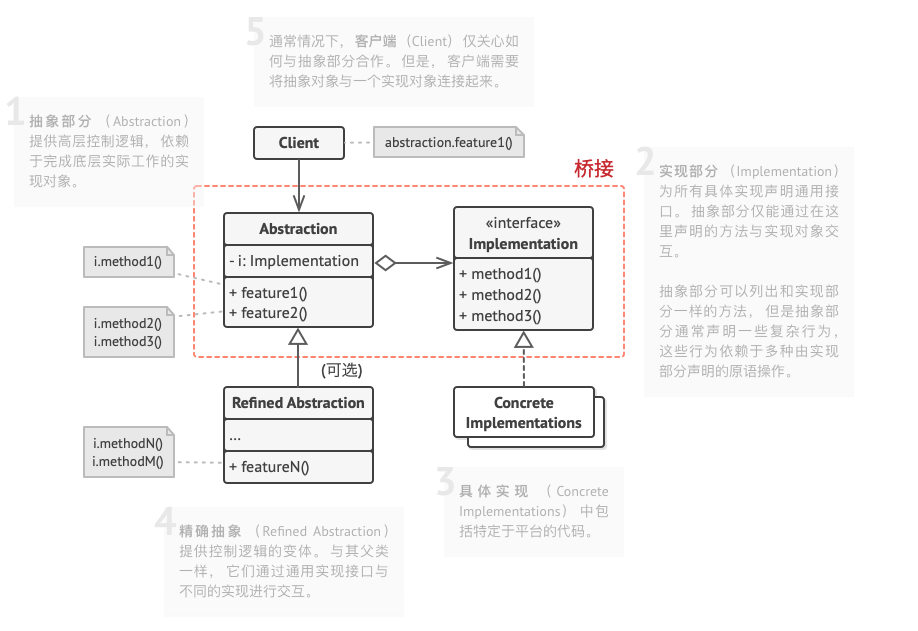 5
通常情况下， 客户端 （Client） 仅关心如
何与抽象部分合作。 但是， 客户端需要
将抽象对象与一个实现对象连接起来。
1
抽象部分 （Abstraction）
提供高层控制逻辑， 依赖
于完成底层实际工作的实
现对象。
Client
abstraction.feature1()
桥接
2
实现部分 （Implementation）
为所有具体实现声明通用接
口。 抽象部分仅能通过在这
里声明的方法与实现对象交
互。
抽象部分可以列出和实现部
分一样的方法， 但是抽象部
分通常声明一些复杂行为，
这些行为依赖于多种由实现
部分声明的原语操作。
Abstraction
- i: Implementation
+ feature1()
+ feature2()
«interface»
Implementation
+ method1()
+ method2()
+ method3()
i.method1()
i.method2()
i.method3()
(可选)
Refined Abstraction
...
+ featureN()
Concrete
Implementations
i.methodN()
i.methodM()
3
具体实现 （Concrete
Implementations） 中包
括特定于平台的代码。
4
精确抽象 （Refined Abstraction）
提供控制逻辑的变体。 与其父类
一样， 它们通过通用实现接口与
不同的实现进行交互。